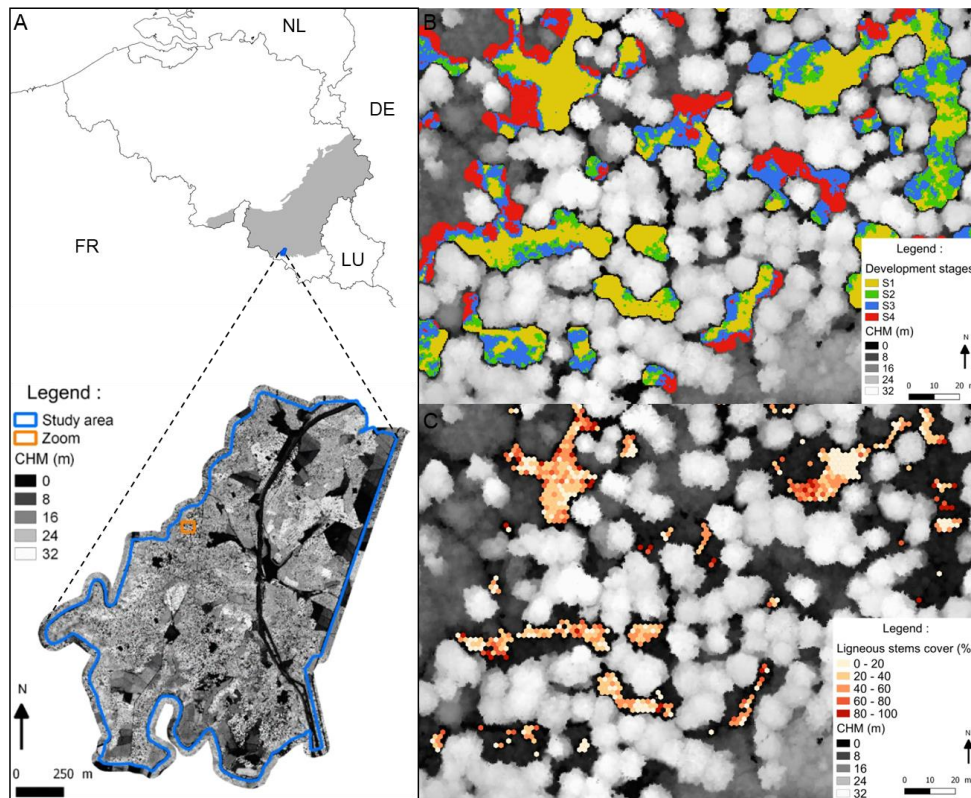 A
NL
DE
FR
LU
Legend :
Study area
Zoom
CHM (m)
0
8
16
24
32
N
0 250 m
B
Legend :
Development stages
S1
S2
S3
S4
CHM (m)
0
8
16
24
32
N
0 10 20 m
C
Legend :
Ligneous stems cover (%
0 - 20
20 - 40
40 - 60
60 - 80
80 - 100
CHM (m)
0
8
16
24
32
N
0 10 20 m